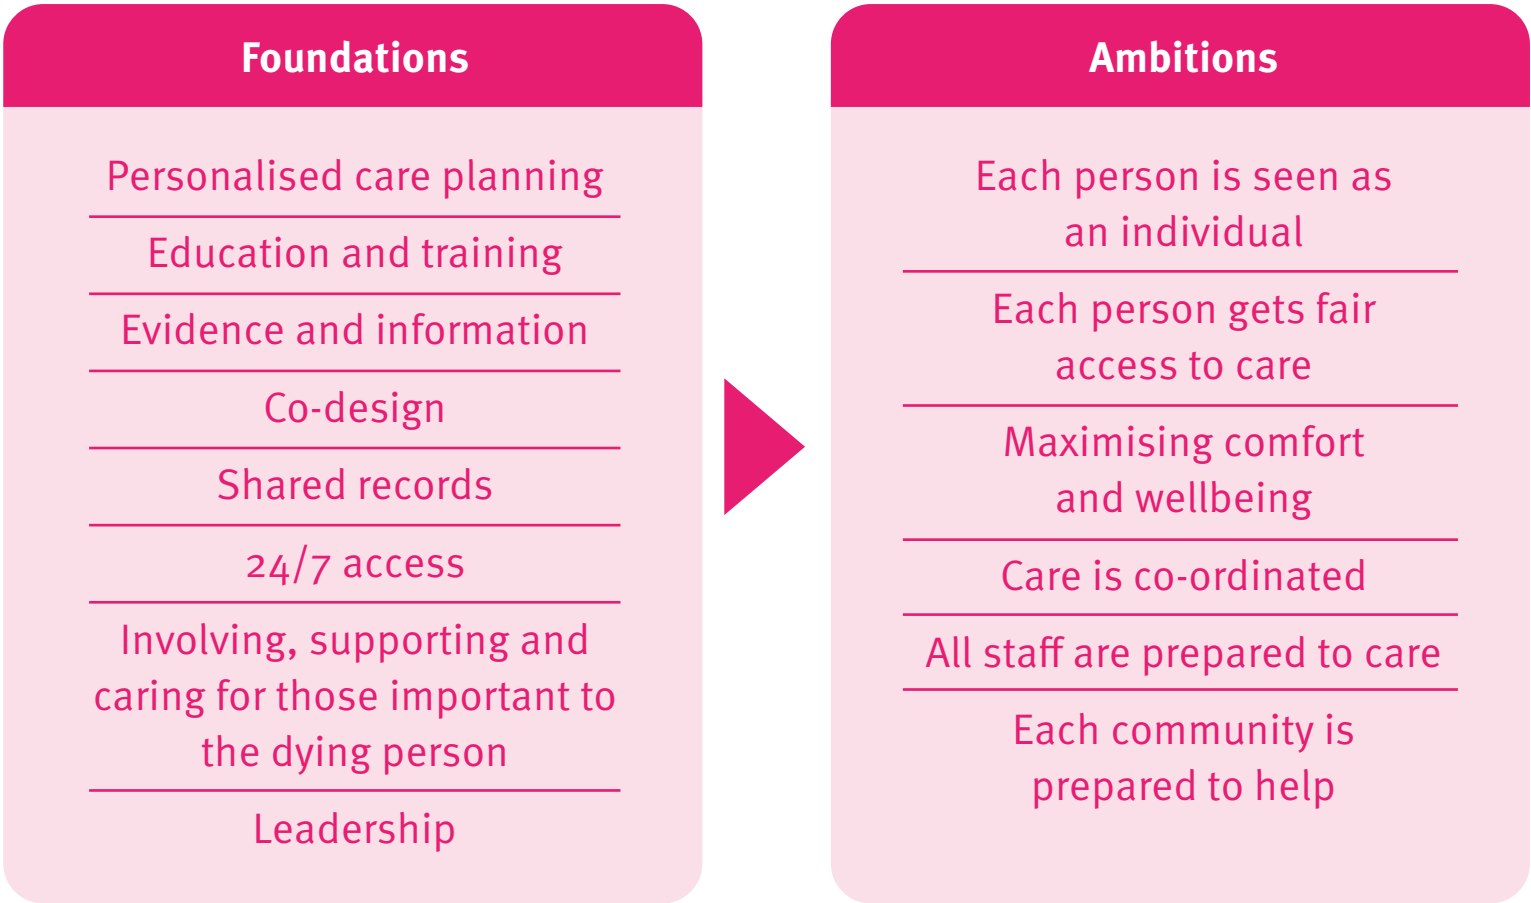 Foundations
Personalised care planning
Education and training
Evidence and information
Co-design
Shared records
24/7 access
Involving, supporting and
caring for those important to
the dying person
Leadership
Ambitions
Each person is seen as
an individual
Each person gets fair
access to care
Maximising comfort
and wellbeing
Care is co-ordinated
All staff are prepared to care
Each community is
prepared to help